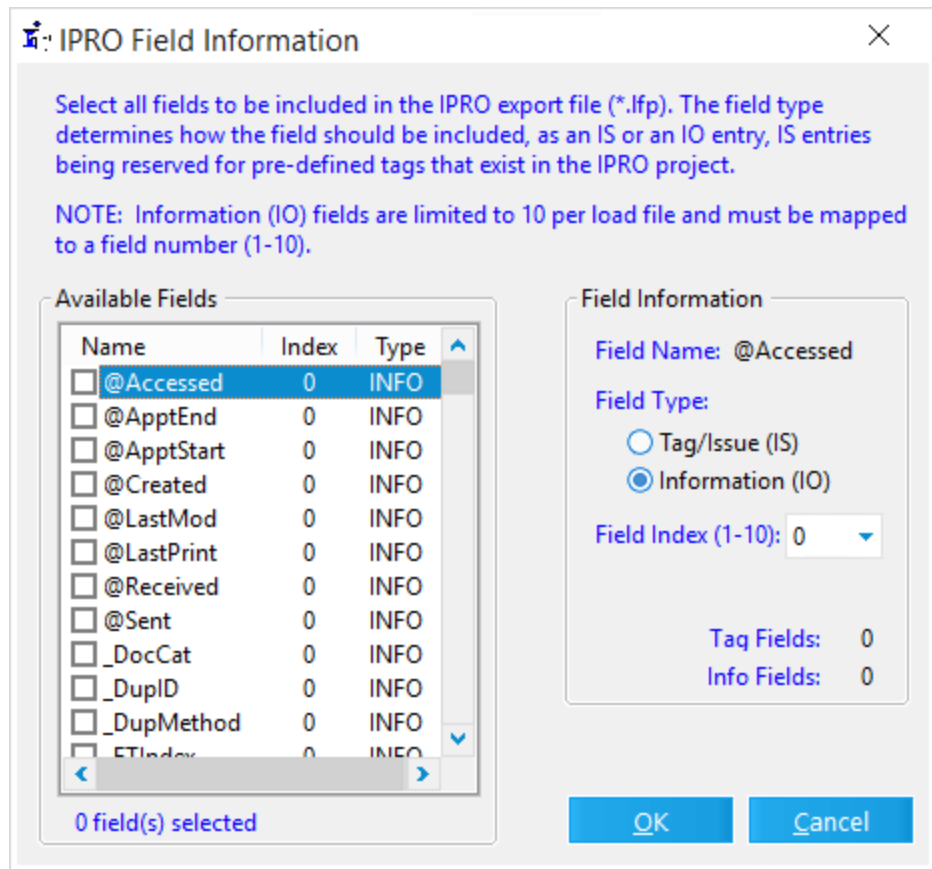 IPRO Field Information
Select all fields to be included in the IPRO export file (*.lfp). The field type
determines how the field should be included, as an IS or an IO entry, IS entries
being reserved for pre-defined tags that exist in the IPRO project.
NOTE:  Information (IO) fields are limited to 10 per load file and must be mapped
to a field number (1-10).
Available Fields
Name Index Type
@Accessed 0 INFO
@ApptEnd 0 INFO
@ApptStart 0 INFO
@Created 0 INFO
@LastMod 0 INFO
@LastPrint 0 INFO
@Received 0 INFO
@Sent 0 INFO
_DocCat 0 INFO
_DupID 0 INFO
_DupMethod 0 INFO
_FTIndex 0 INFO
0 field(s) selected
Field Information
Field Name: @Accessed
Field Type:
Tag/Issue (IS)
Information (IO)
Field Index (1-10): 0
Tag Fields: 0
Info Fields: 0
OK Cancel